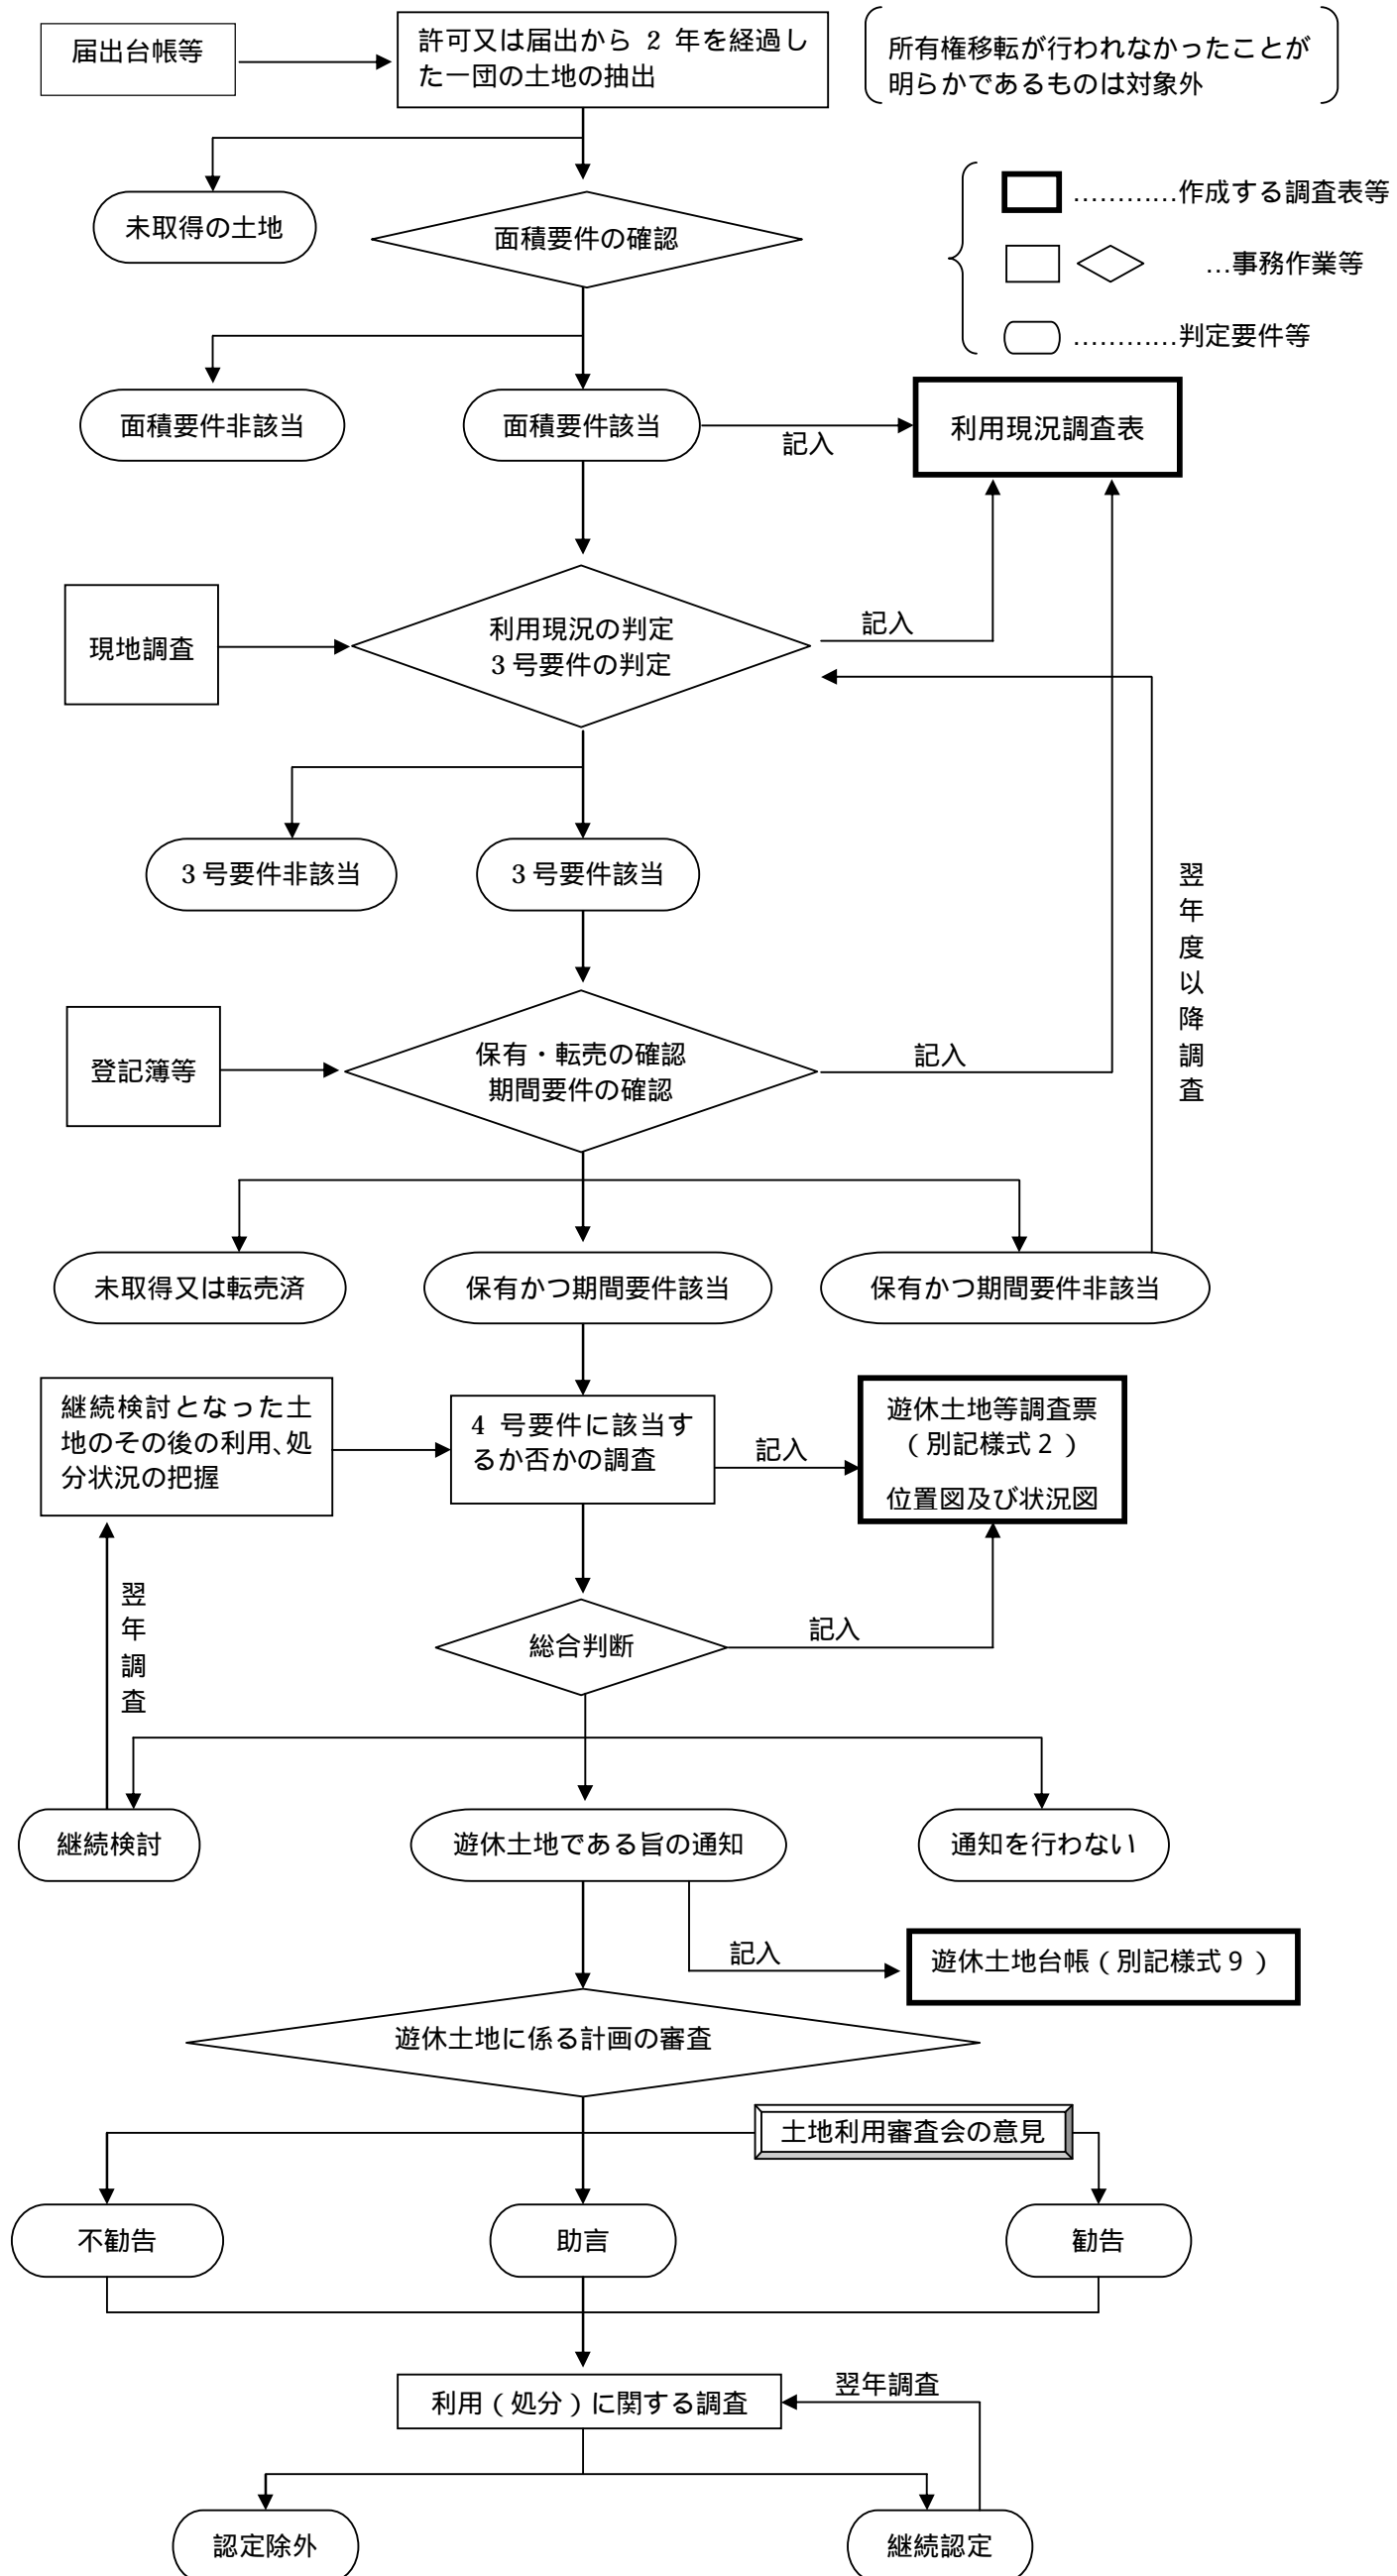 届出台帳等
許可又は届出から 2 年を経過し
た一団の土地の抽出
所有権移転が行われなかったことが
明らかであるものは対象外
…………作成する調査表等
…事務作業等
…………判定要件等
未取得の土地
面積要件の確認
面積要件非該当
面積要件該当
記入
利用現況調査表
現地調査
利用現況の判定
3 号要件の判定
記入
3 号要件非該当
3 号要件該当
翌年度以降調査
登記簿等
保有・転売の確認
期間要件の確認
記入
未取得又は転売済
保有かつ期間要件該当
保有かつ期間要件非該当
継続検討となった土
地のその後の利用、処
分状況の把握
4 号要件に該当す
るか否かの調査
記入
遊休土地等調査票
（別記様式 2 ）
位置図及び状況図
翌年調査
総合判断
記入
継続検討
遊休土地である旨の通知
通知を行わない
記入
遊休土地台帳（別記様式 9 ）
遊休土地に係る計画の審査
土地利用審査会の意見
不勧告
助言
勧告
利用（処分）に関する調査
翌年調査
認定除外
継続認定